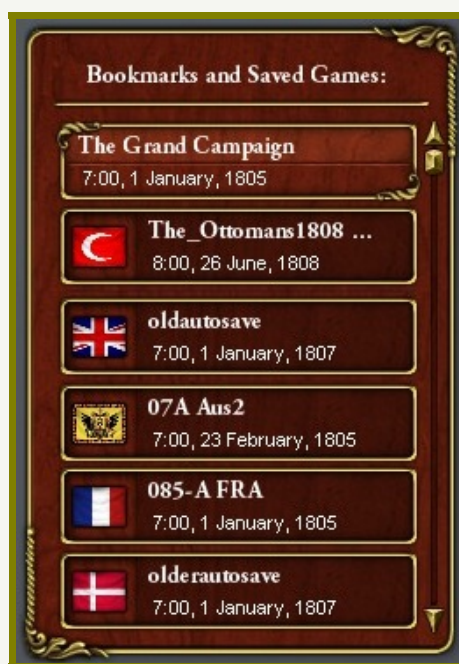 Bookmarks and Saved Games:
The Grand Campaign
7:00, 1 January, 1805
The_Ottomans1808 ...
8:00, 26 June, 1808
oldautosave
7:00, 1 January, 1807
07A Aus2
7:00, 23 February, 1805
085-A FRA
7:00, 1 January, 1805
olderautosave
7:00, 1 January, 1807